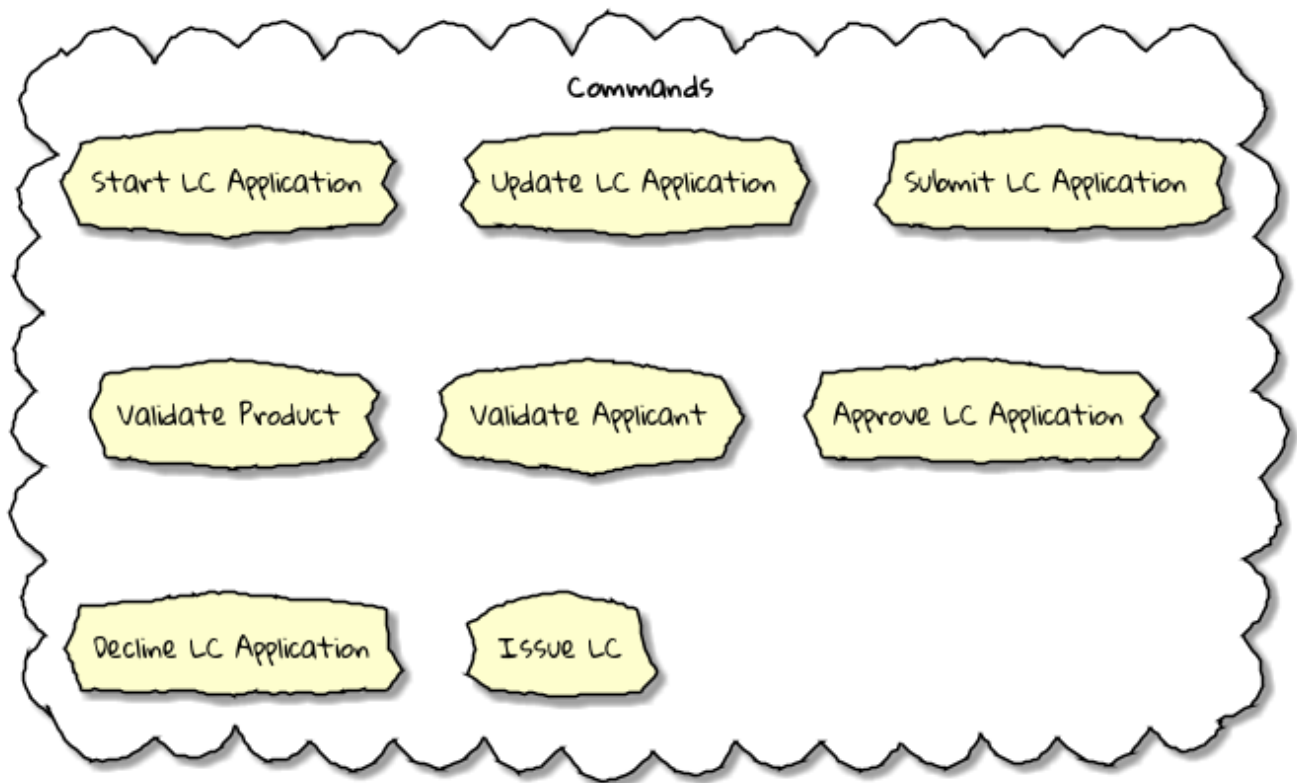 Commands
Start LC Application
Update LC Application
Submit LC Application
Validate Product
Validate Applicant
Approve LC Application
Decline LC Application
Issue LC